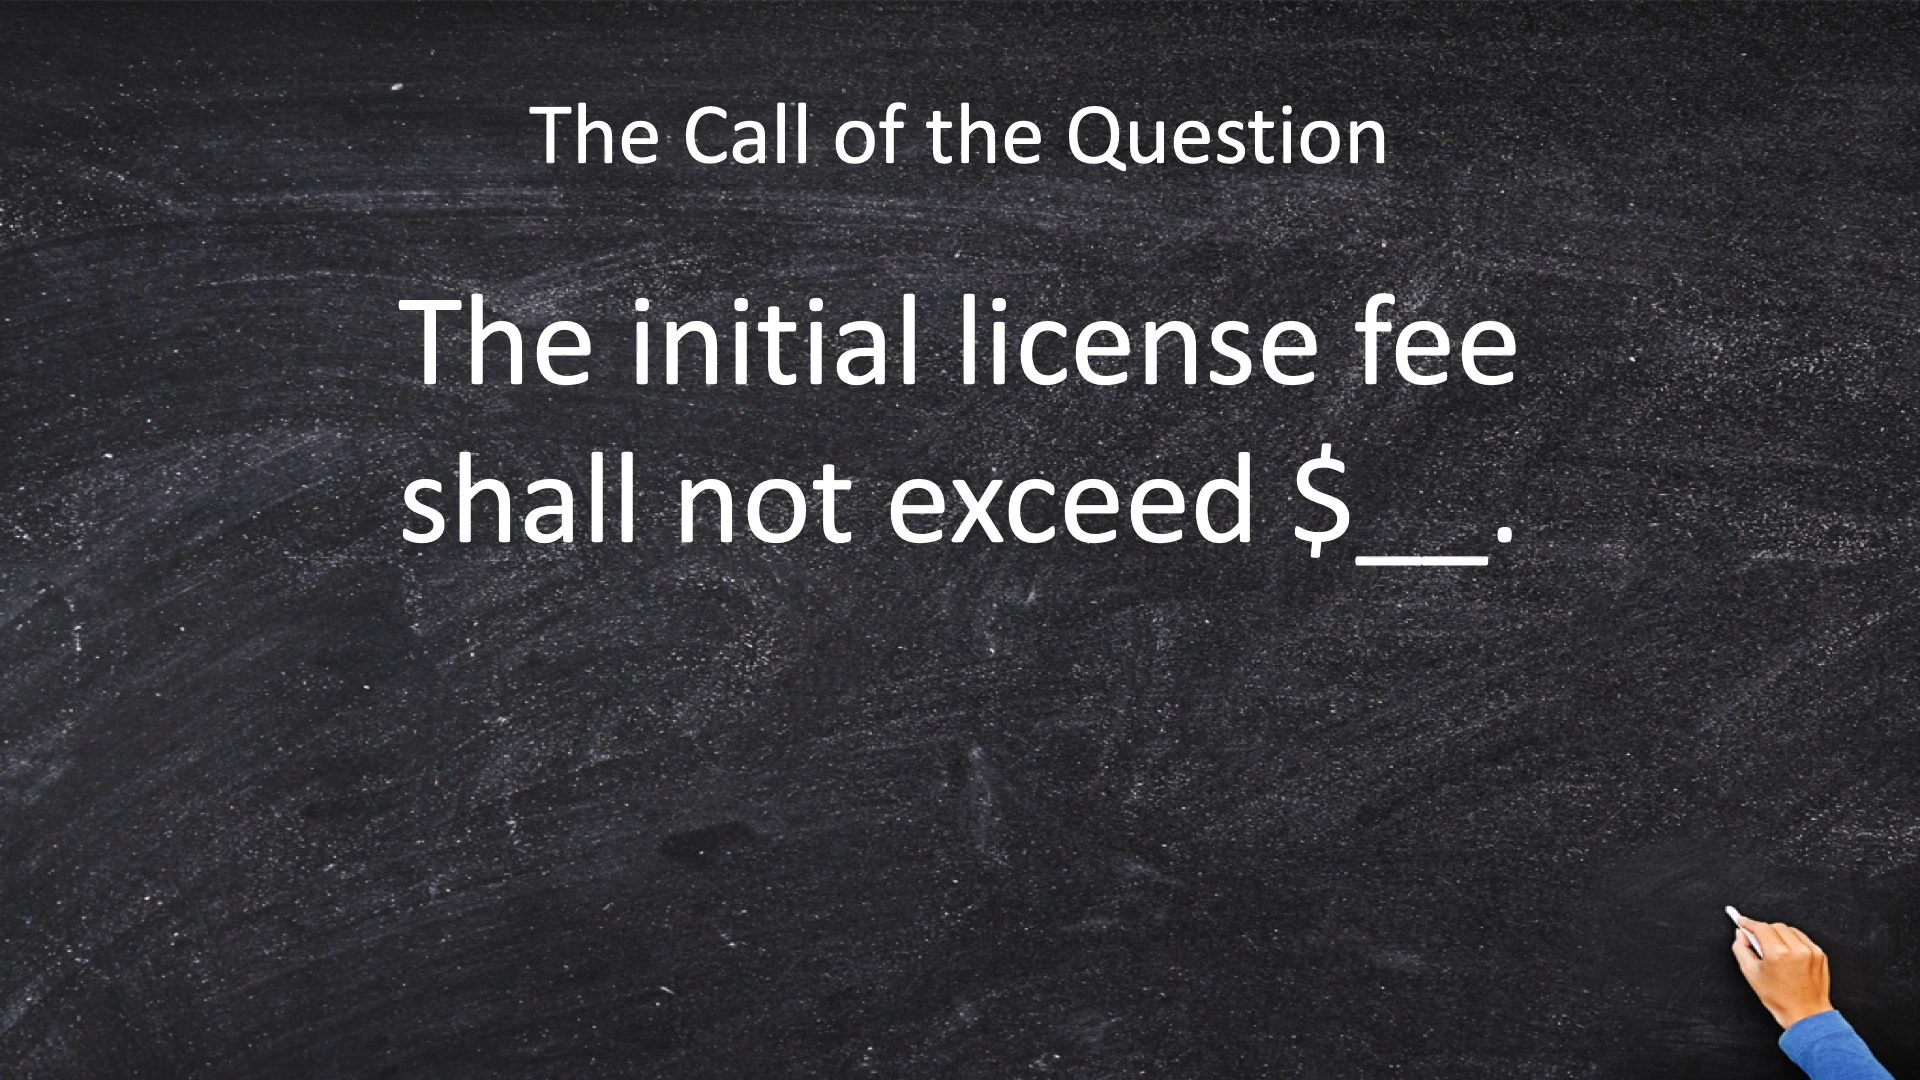 The Call of the Question
The initial license fee
shall not exceed $__.